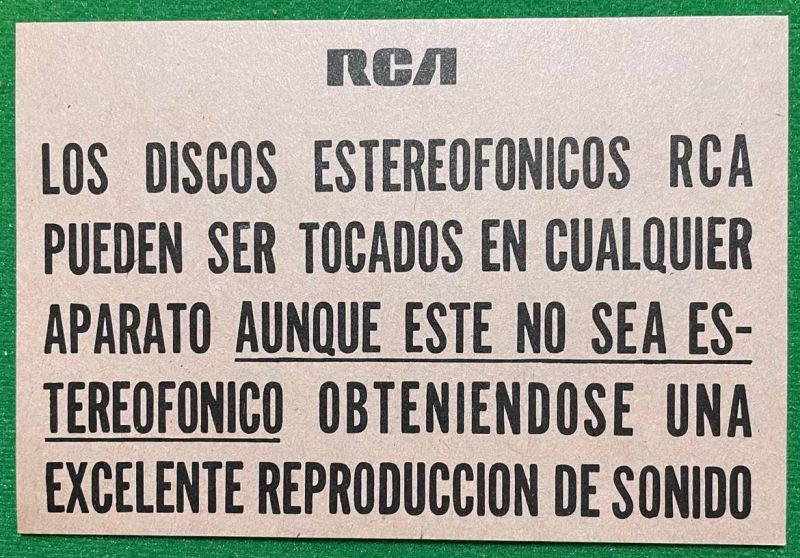 RCA
LOS DISCOS ESTEREOFONICOS RCA
PUEDEN SER TOCADOS EN CUALQUIER
APARATO AUNQUE ESTE NO SEA ES-
TEREOFONICO OBTENIENDOSE UNA
EXCELENTE REPRODUCCION DE SONIDO